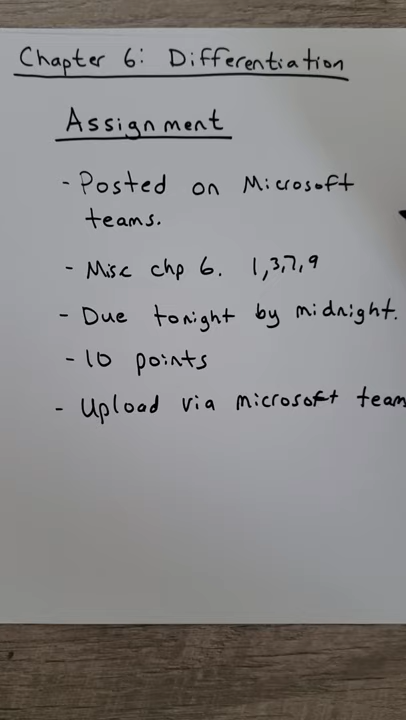 Chapter 6: Differentiation
Assignment
- Posted on Microsoft
teams.
- Misc chp 6. 1,3,7,9
- Due tonight by midnight.
- 10 points
- Upload via microsoft team